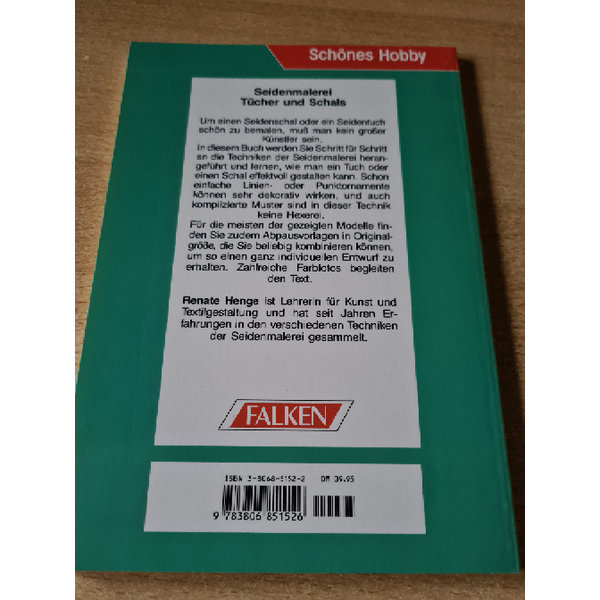 Schönes Hobby
Seidenmalerei
Tücher und Schals
Um einen Seidenschal oder ein Seidentuch
schön zu bemalen, muß man kein großer
Künstler sein.
In diesem Buch werden Sie Schritt für Schritt
an die Techniken der Seidenmalerei heran-
geführt und lernen, wie man ein Tuch oder
einen Schal effektvoll gestalten kann. Schon
einfache Linien- oder Punktornamente
können sehr dekorativ wirken, und auch
komplizierte Muster sind in dieser Technik
keine Hexerei.
Für die meisten der gezeigten Modelle fin-
den Sie zudem Abpausvorlagen in Original-
größe, die Sie beliebig kombinieren können,
um so einen ganz individuellen Entwurf zu
erhalten. Zahlreiche Farbfotos begleiten
den Text.
Renate Henge ist Lehrerin für Kunst und
Textilgestaltung und hat seit Jahren Er-
fahrungen in den verschiedenen Techniken
der Seidenmalerei gesammelt.
FALKEN
ISBN 3-8068-5152-2 DM 09.95
9 783806 851526